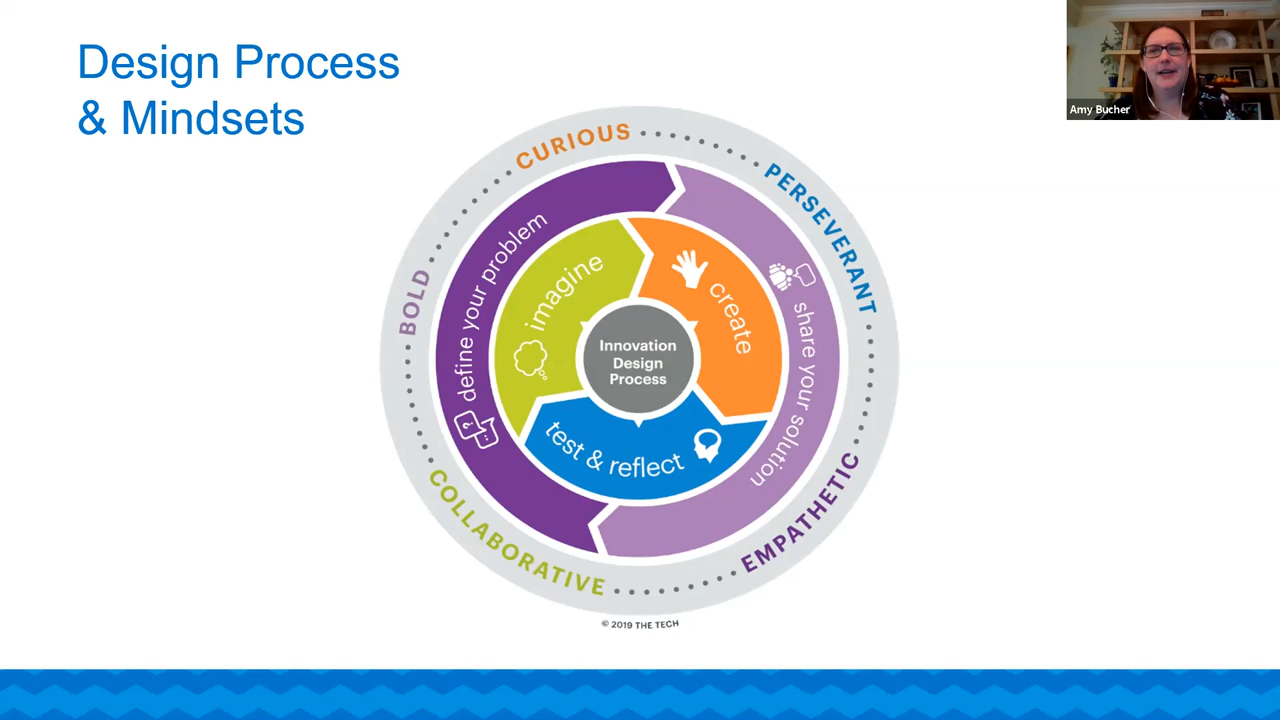 Design Process
& Mindsets
Amy Bucher
CURIOUS
PERSEVERANT
EMPATHETIC
COLLABORATIVE
BOLD
define your problem
share your solution
imagine
create
test & reflect
Innovation
Design
Process
© 2019 THE TECH